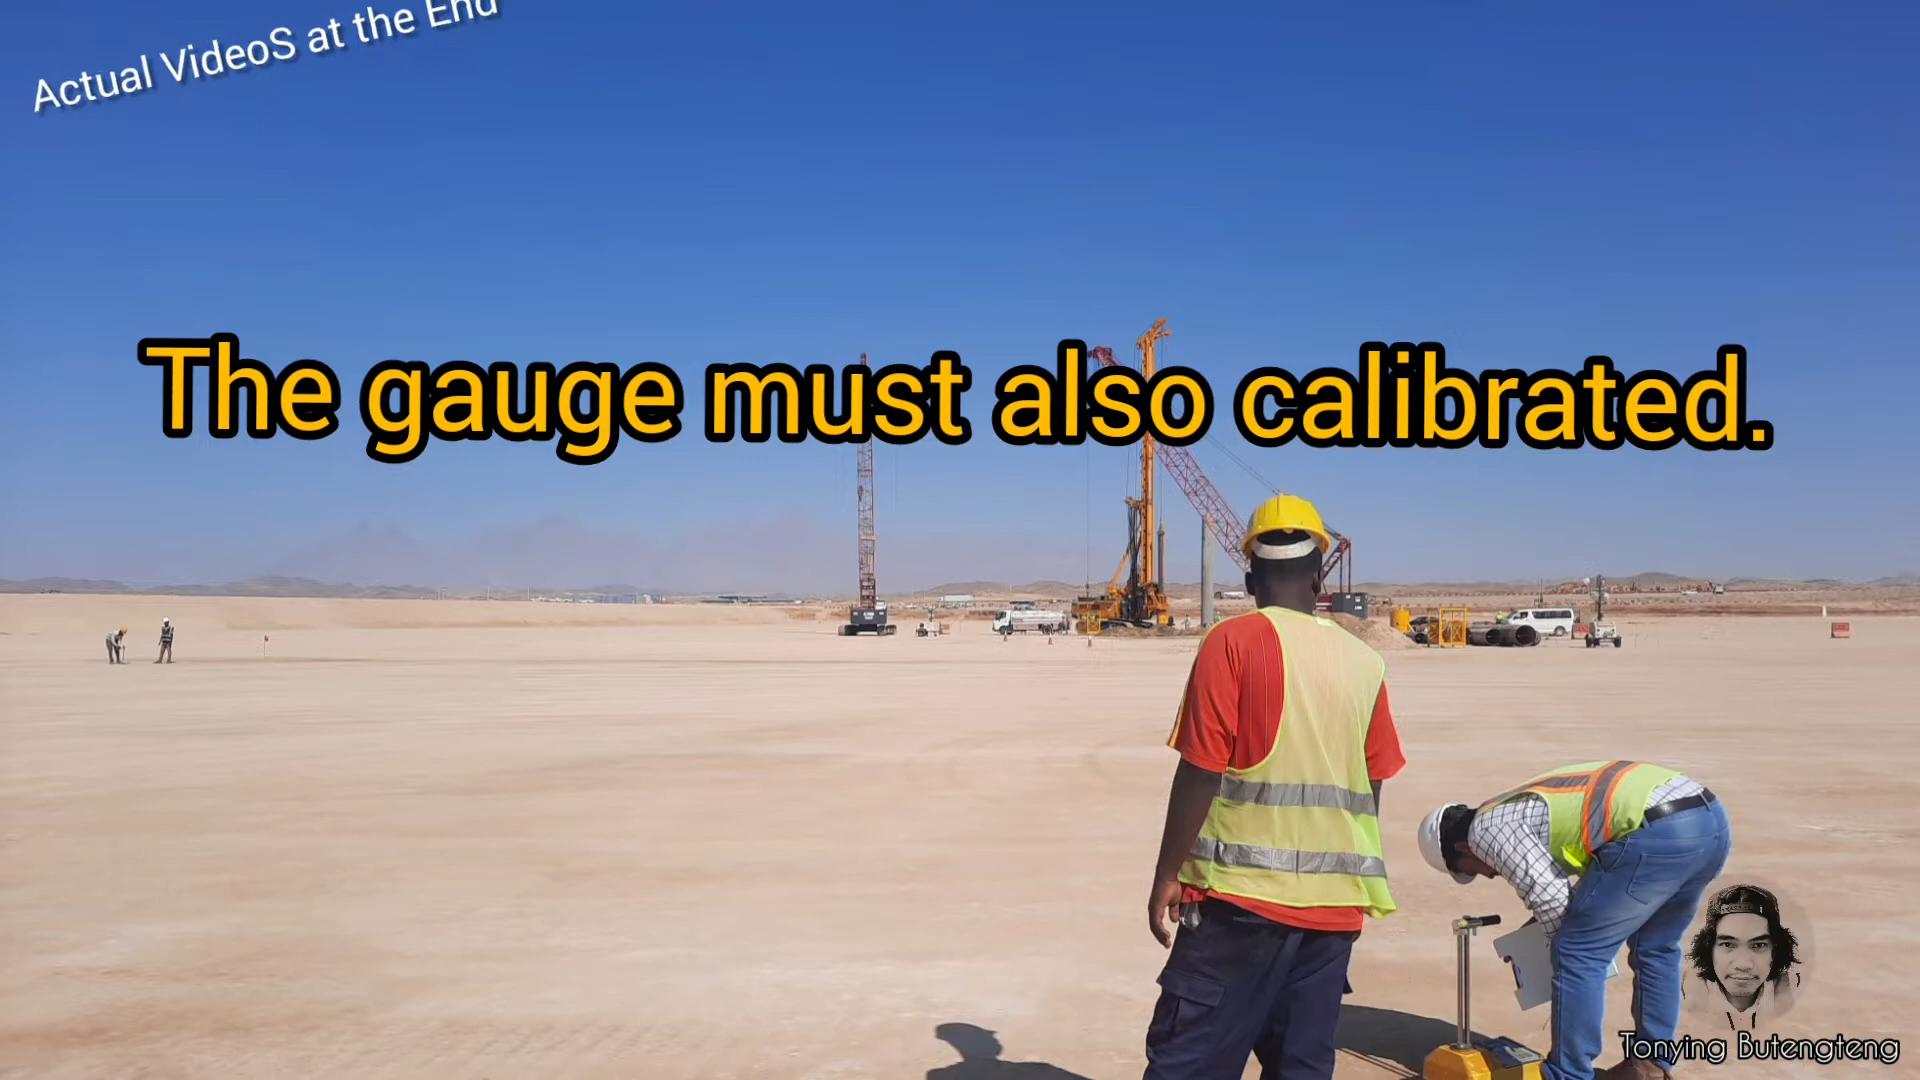 Actual VideoS at the End
The gauge must also calibrated.
Tonying Butengteng